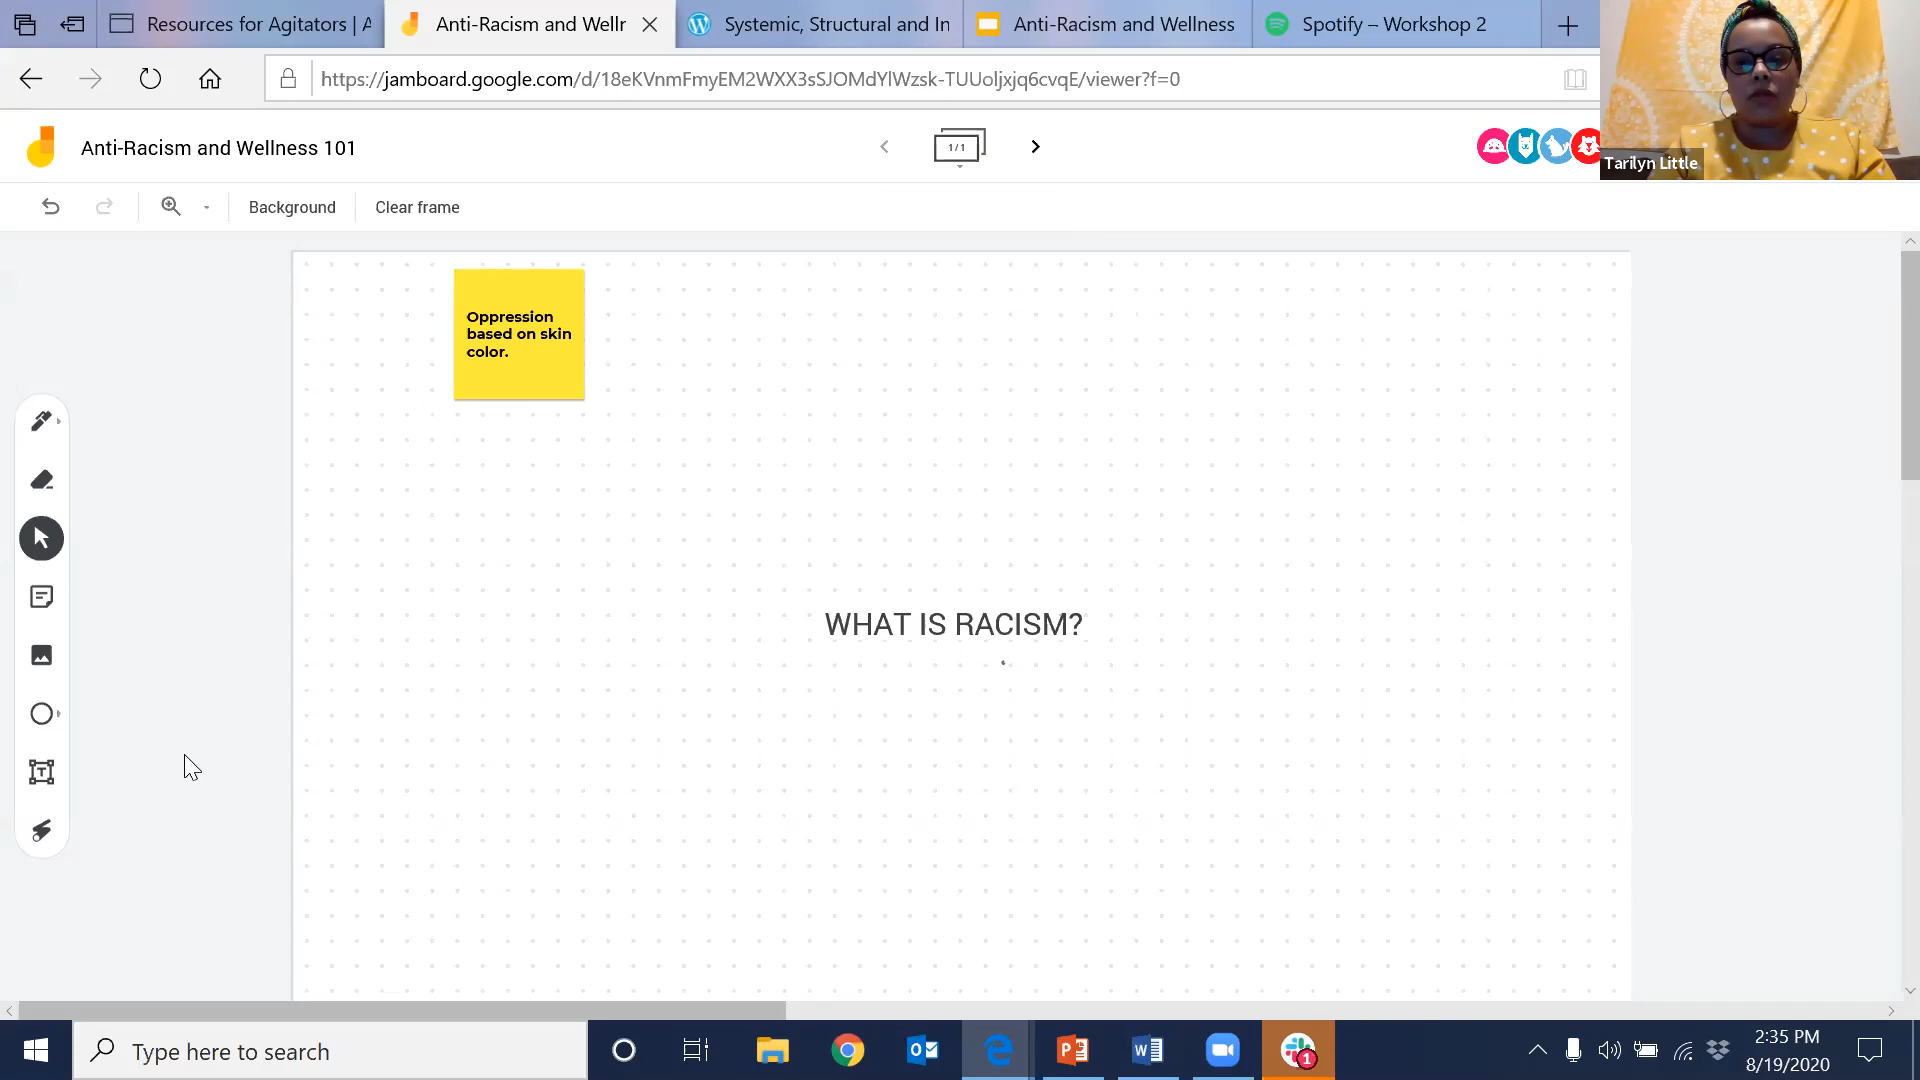 Resources for Agitators | A
Anti-Racism and Wellr
Systemic, Structural and In
Anti-Racism and Wellness
Spotify – Workshop 2
https://jamboard.google.com/d/18eKVnmFmyEM2WXX3sSJOMdYlWzsk-TUUoljxjq6cvqE/viewer?f=0
Anti-Racism and Wellness 101
1/1
Tarilyn Little
Background
Clear frame
Oppression
based on skin
color.
WHAT IS RACISM?
Type here to search
1
2:35 PM
8/19/2020